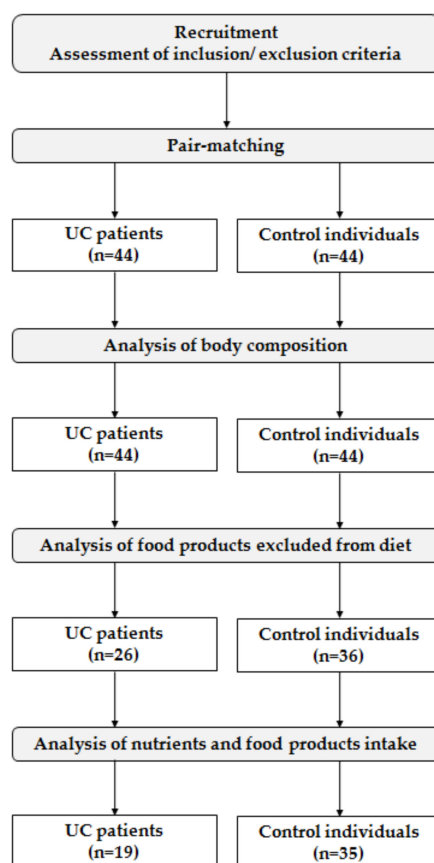 Recruitment
Assessment of inclusion/ exclusion criteria
Pair-matching
UC patients
(n=44)
Control individuals
(n=44)
Analysis of body composition
UC patients
(n=44)
Control individuals
(n=44)
Analysis of food products excluded from diet
UC patients
(n=26)
Control individuals
(n=36)
Analysis of nutrients and food products intake
UC patients
(n=19)
Control individuals
(n=35)